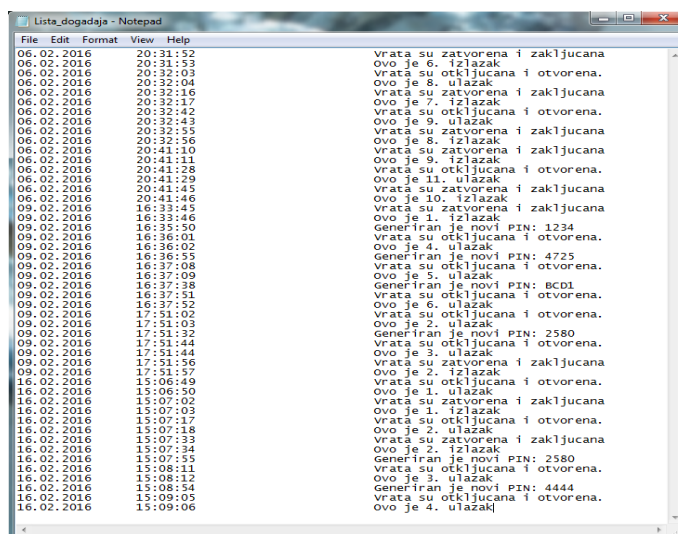 Lista_dogadaja - Notepad
File Edit Format View Help
06.02.2016 20:31:52 Vrata su zatvorena i zakljucana
06.02.2016 20:31:53 Ovo je 6. izlazak
06.02.2016 20:32:03 Vrata su otkljucana i otvorena.
06.02.2016 20:32:04 Ovo je 8. ulazak
06.02.2016 20:32:16 Vrata su zatvorena i zakljucana
06.02.2016 20:32:17 Ovo je 7. izlazak
06.02.2016 20:32:42 Vrata su otkljucana i otvorena.
06.02.2016 20:32:43 Ovo je 9. ulazak
06.02.2016 20:32:55 Vrata su zatvorena i zakljucana
06.02.2016 20:32:56 Ovo je 8. izlazak
06.02.2016 20:41:10 Vrata su zatvorena i zakljucana
06.02.2016 20:41:11 Ovo je 9. izlazak
06.02.2016 20:41:28 Vrata su otkljucana i otvorena.
06.02.2016 20:41:29 Ovo je 11. ulazak
06.02.2016 20:41:45 Vrata su zatvorena i zakljucana
06.02.2016 20:41:46 Ovo je 10. izlazak
09.02.2016 16:33:45 Vrata su zatvorena i zakljucana
09.02.2016 16:33:46 Ovo je 1. izlazak
09.02.2016 16:35:50 Generiran je novi PIN: 1234
09.02.2016 16:36:01 Vrata su otkljucana i otvorena.
09.02.2016 16:36:02 Ovo je 4. ulazak
09.02.2016 16:36:55 Generiran je novi PIN: 4725
09.02.2016 16:37:08 Vrata su otkljucana i otvorena.
09.02.2016 16:37:09 Ovo je 5. ulazak
09.02.2016 16:37:38 Generiran je novi PIN: BCD1
09.02.2016 16:37:51 Vrata su otkljucana i otvorena.
09.02.2016 16:37:52 Ovo je 6. ulazak
09.02.2016 17:51:02 Vrata su otkljucana i otvorena.
09.02.2016 17:51:03 Ovo je 2. ulazak
09.02.2016 17:51:32 Generiran je novi PIN: 2580
09.02.2016 17:51:44 Vrata su otkljucana i otvorena.
09.02.2016 17:51:44 Ovo je 3. ulazak
09.02.2016 17:51:56 Vrata su zatvorena i zakljucana
09.02.2016 17:51:57 Ovo je 2. izlazak
16.02.2016 15:06:49 Vrata su otkljucana i otvorena.
16.02.2016 15:06:50 Ovo je 1. ulazak
16.02.2016 15:07:02 Vrata su zatvorena i zakljucana
16.02.2016 15:07:03 Ovo je 1. izlazak
16.02.2016 15:07:17 Vrata su otkljucana i otvorena.
16.02.2016 15:07:18 Ovo je 2. ulazak
16.02.2016 15:07:33 Vrata su zatvorena i zakljucana
16.02.2016 15:07:34 Ovo je 2. izlazak
16.02.2016 15:07:55 Generiran je novi PIN: 2580
16.02.2016 15:08:11 Vrata su otkljucana i otvorena.
16.02.2016 15:08:12 Ovo je 3. ulazak
16.02.2016 15:08:54 Generiran je novi PIN: 4444
16.02.2016 15:09:05 Vrata su otkljucana i otvorena.
16.02.2016 15:09:06 Ovo je 4. ulazak